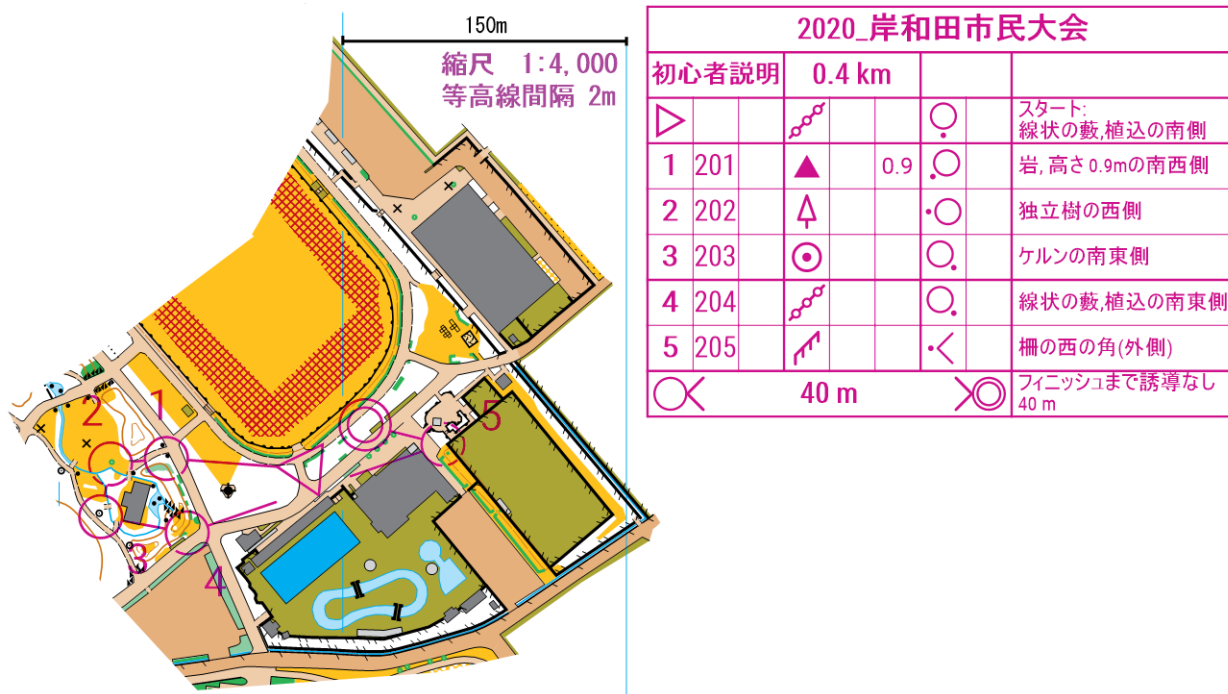 150m
縮尺 1:4,000
等高線間隔 2m
2
1
5
3
4
2020_岸和田市民大会
初心者説明 0.4 km
スタート:
線状の藪,植込の南側
1 201 0.9 岩,高さ0.9mの南西側
2 202 独立樹の西側
3 203 ケルンの南東側
4 204 線状の藪,植込の南東側
5 205 柵の西の角(外側)
40 m フィニッシュまで誘導なし
40 m